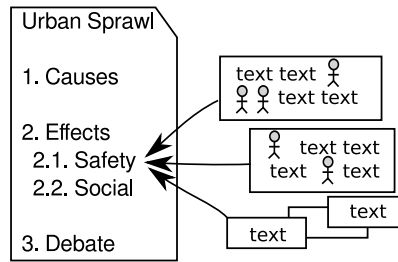 Urban Sprawl
1. Causes
2. Effects
2.1. Safety
2.2. Social
3. Debate
text text
text text
text text
text text
text
text